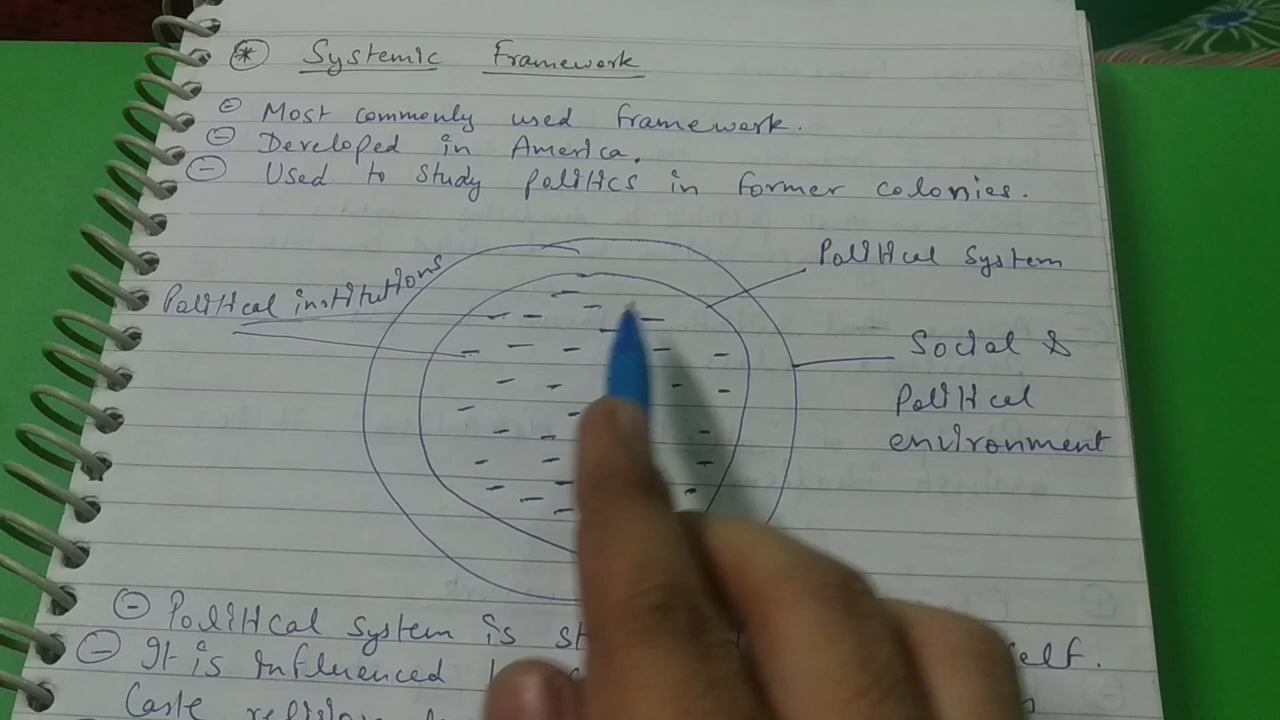 * Systemic Framework
Most commonly used framework.
Developed in America.
Used to study politics in former colonies.
Political System
Political institutions
Social &
Political
environment
Political System is
It is influenced
Caste